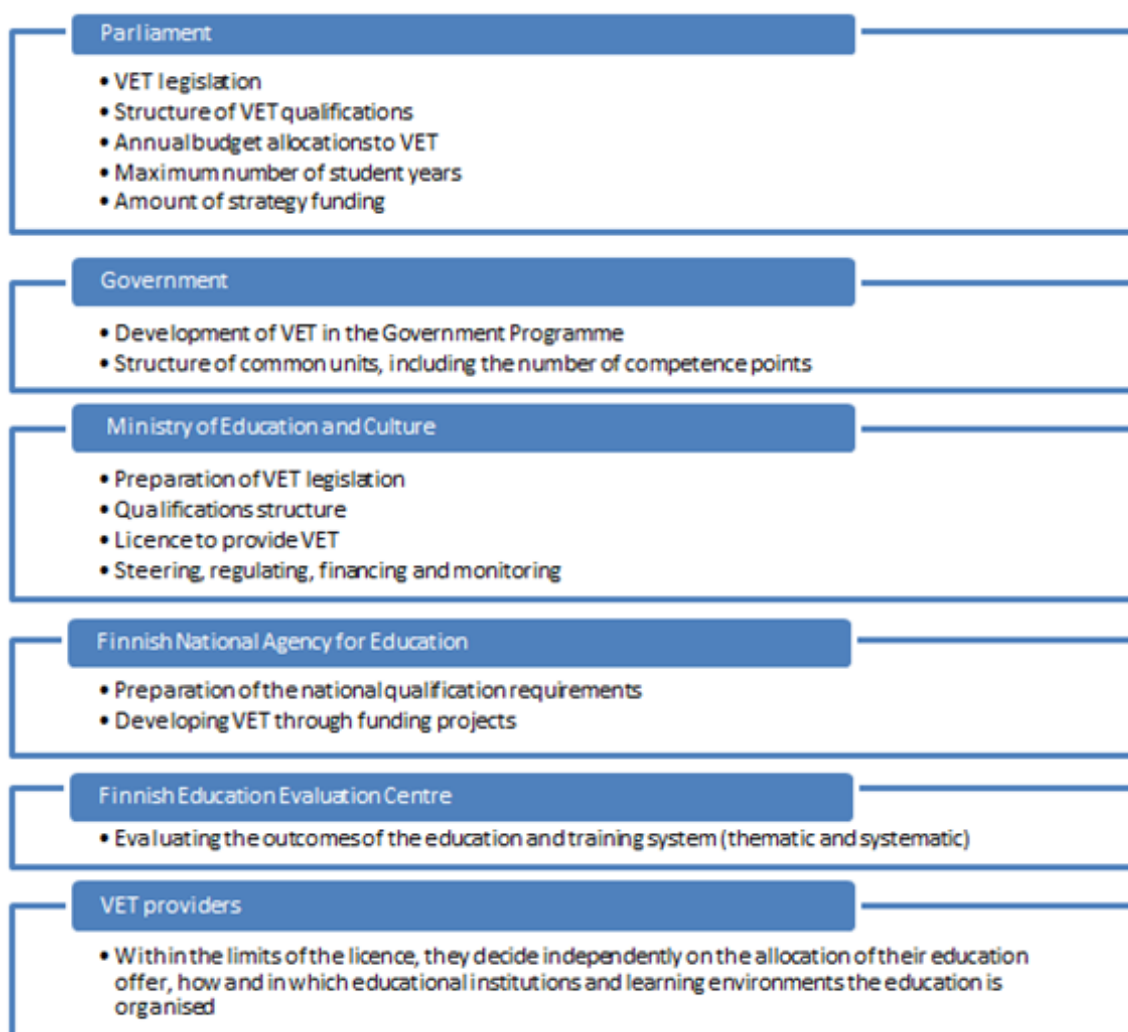 Parliament
• VET legislation
• Structure of VET qualifications
• Annual budget allocations to VET
• Maximum number of student years
• Amount of strategy funding
Government
• Development of VET in the Government Programme
• Structure of common units, including the number of competence points
Ministry of Education and Culture
• Preparation of VET legislation
• Qualifications structure
• Licence to provide VET
• Steering, regulating, financing and monitoring
Finnish National Agency for Education
• Preparation of the national qualification requirements
• Developing VET through funding projects
Finnish Education Evaluation Centre
• Evaluating the outcomes of the education and training system (thematic and systematic)
VET providers
• Within the limits of the licence, they decide independently on the allocation of their education
offer, how and in which educational institutions and learning environments the education is
organised